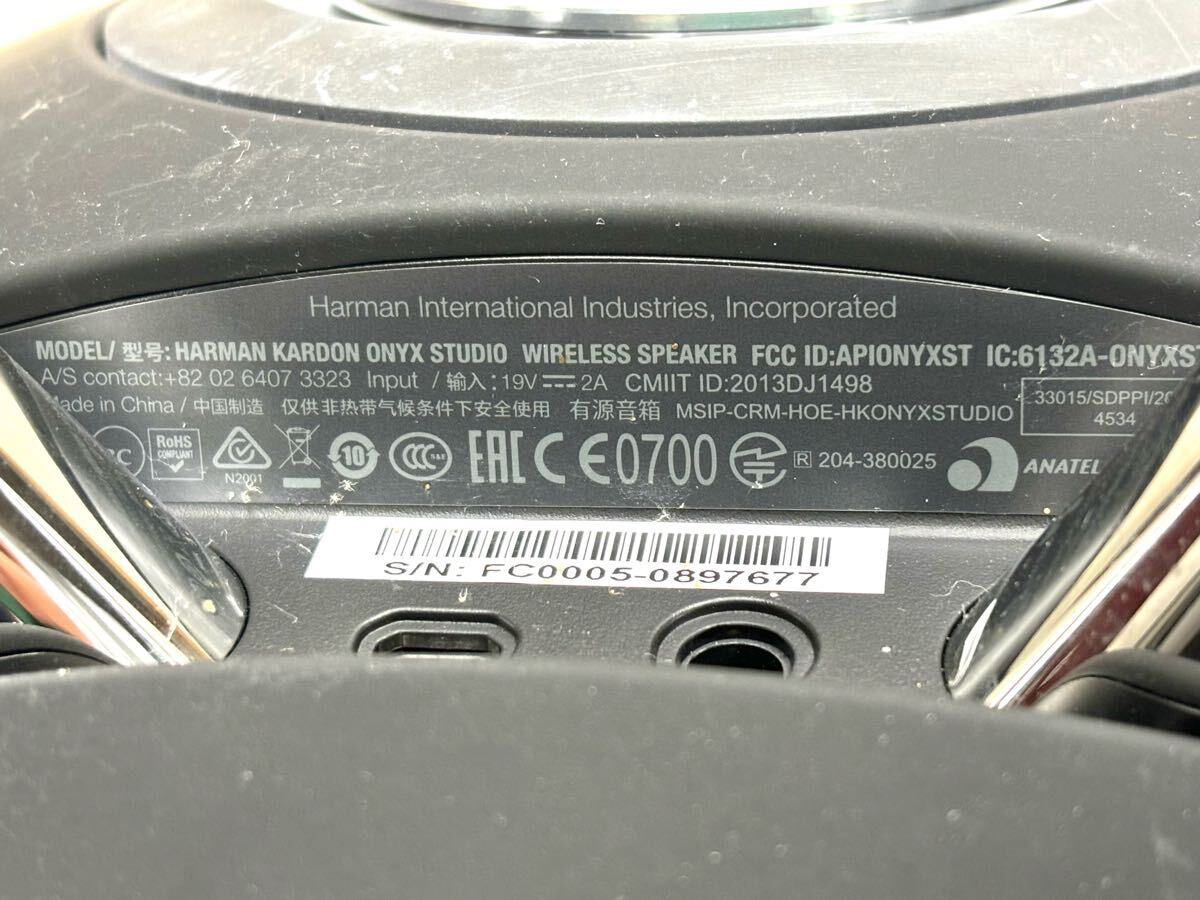 Harman International Industries, Incorporated
MODEL/ 型号: HARMAN KARDON ONYX STUDIO WIRELESS SPEAKER FCC ID:APIONYXST IC:6132A-ONYXST
A/S contact:+82 02 6407 3323 Input / 输入: 19V 2A CMIIT ID:2013DJ1498
Made in China / 中国制造 仅供非热带气候条件下安全使用 有源音箱 MSIP-CRM-HOE-HKONYXSTUDIO
33015/SDPPI/20
4534
RoHS
COMPLIANT
N2001
10
CCC S&E
EAC
CE0700
R 204-380025
ANATEL
S/N: FC0005-0897677